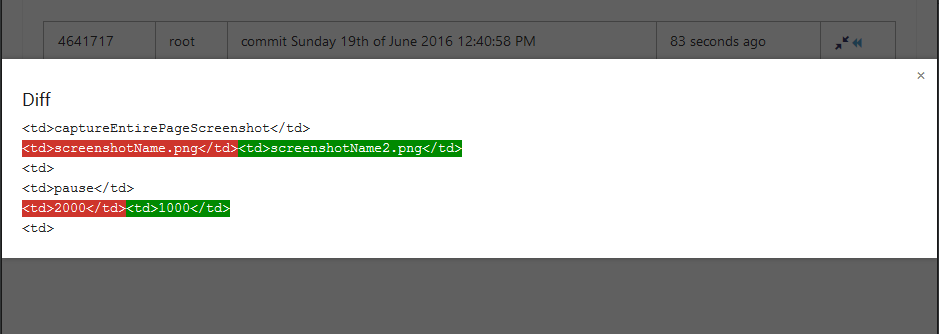 4641717 root commit Sunday 19th of June 2016 12:40:58 PM 83 seconds ago
×
Diff
<td>captureEntirePageScreenshot</td>
<td>screenshotName.png</td><td>screenshotName2.png</td>
<td>
<td>pause</td>
<td>2000</td><td>1000</td>
<td>